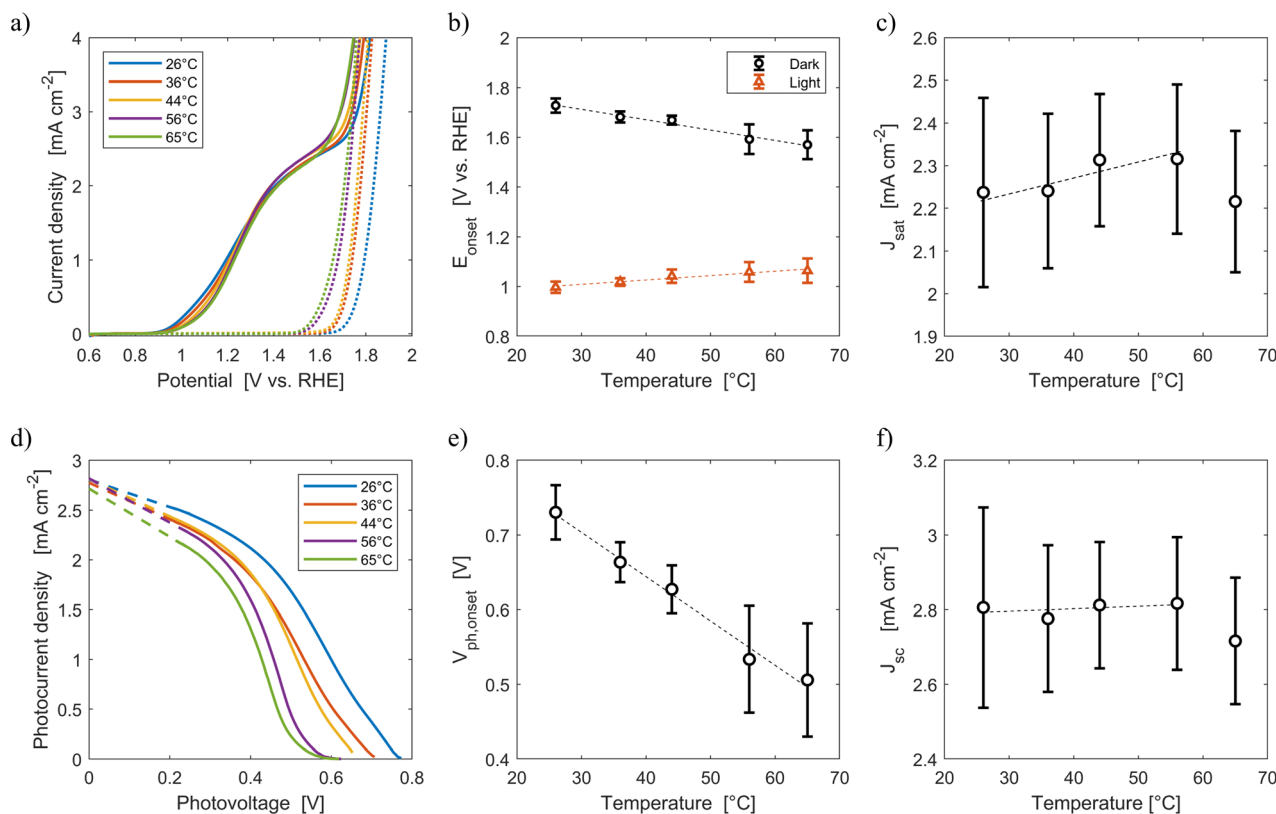 a)
4
3
2
1
0
0.6
1
1.2
1.4
1.6
1.8
2
Current density [mA cm-2]
Potential [V vs. RHE]
26°C
36°C
44°C
56°C
65°C
b)
2
1.8
1.6
1.4
1.2
1
0.8
20
30
40
50
60
70
Eonset [V vs. RHE]
Temperature [°C]
Dark
Light
c)
2.6
2.5
2.4
2.3
2.2
2.1
2
1.9
20
30
40
50
60
70
Jsat [mA cm-2]
Temperature [°C]
d)
3
2.5
2
1.5
1
0.5
0
0
0.2
0.4
0.6
0.8
Photocurrent density [mA cm-2]
Photovoltage [V]
26°C
36°C
44°C
56°C
65°C
e)
0.8
0.7
0.6
0.5
0.4
20
30
40
50
60
70
Vph,onset [V]
Temperature [°C]
f)
3.2
3
2.8
2.6
2.4
20
30
40
50
60
70
Jsc [mA cm-2]
Temperature [°C]